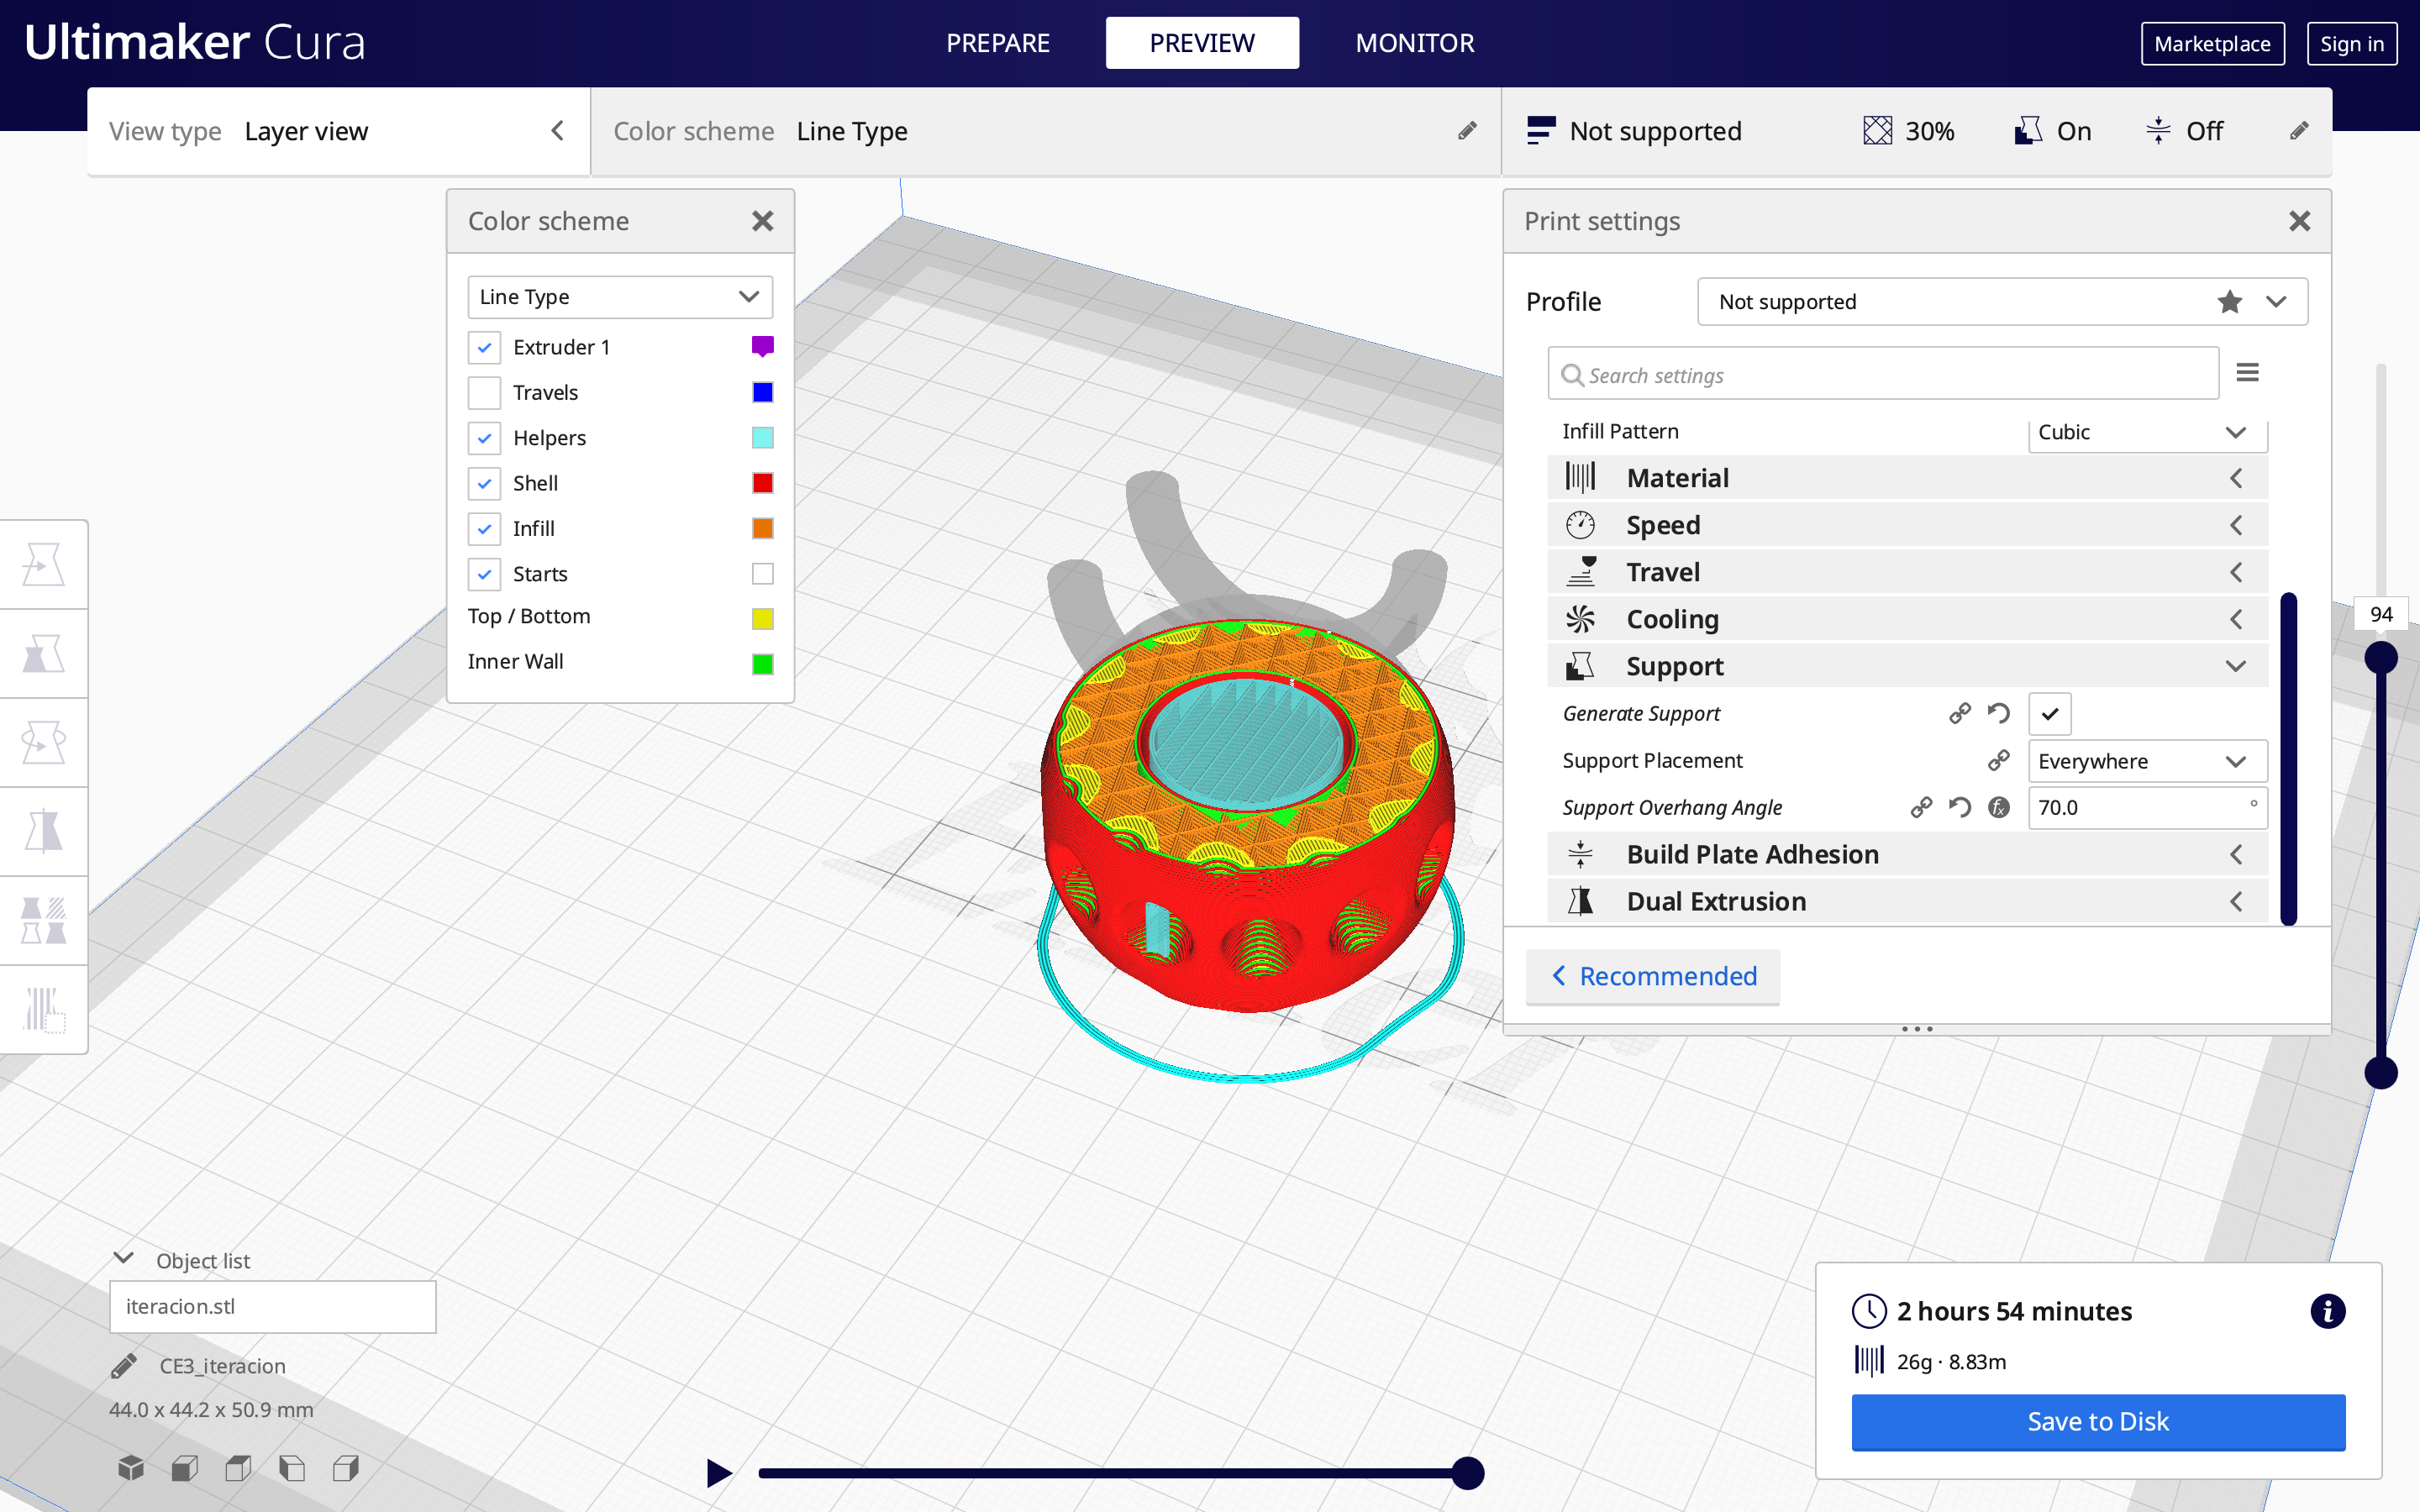 Ultimaker Cura
PREPARE
PREVIEW
MONITOR
Marketplace
Sign in
View type Layer view
Color scheme Line Type
Not supported
30%
On
Off
Color scheme
Line Type
Extruder 1
Travels
Helpers
Shell
Infill
Starts
Top / Bottom
Inner Wall
Print settings
Profile
Not supported
Search settings
Infill Pattern
Cubic
Material
Speed
Travel
Cooling
Support
Generate Support
Support Placement
Everywhere
Support Overhang Angle
70.0 °
Build Plate Adhesion
Dual Extrusion
Recommended
94
Object list
iteracion.stl
CE3_iteracion
44.0 x 44.2 x 50.9 mm
2 hours 54 minutes
26g · 8.83m
Save to Disk